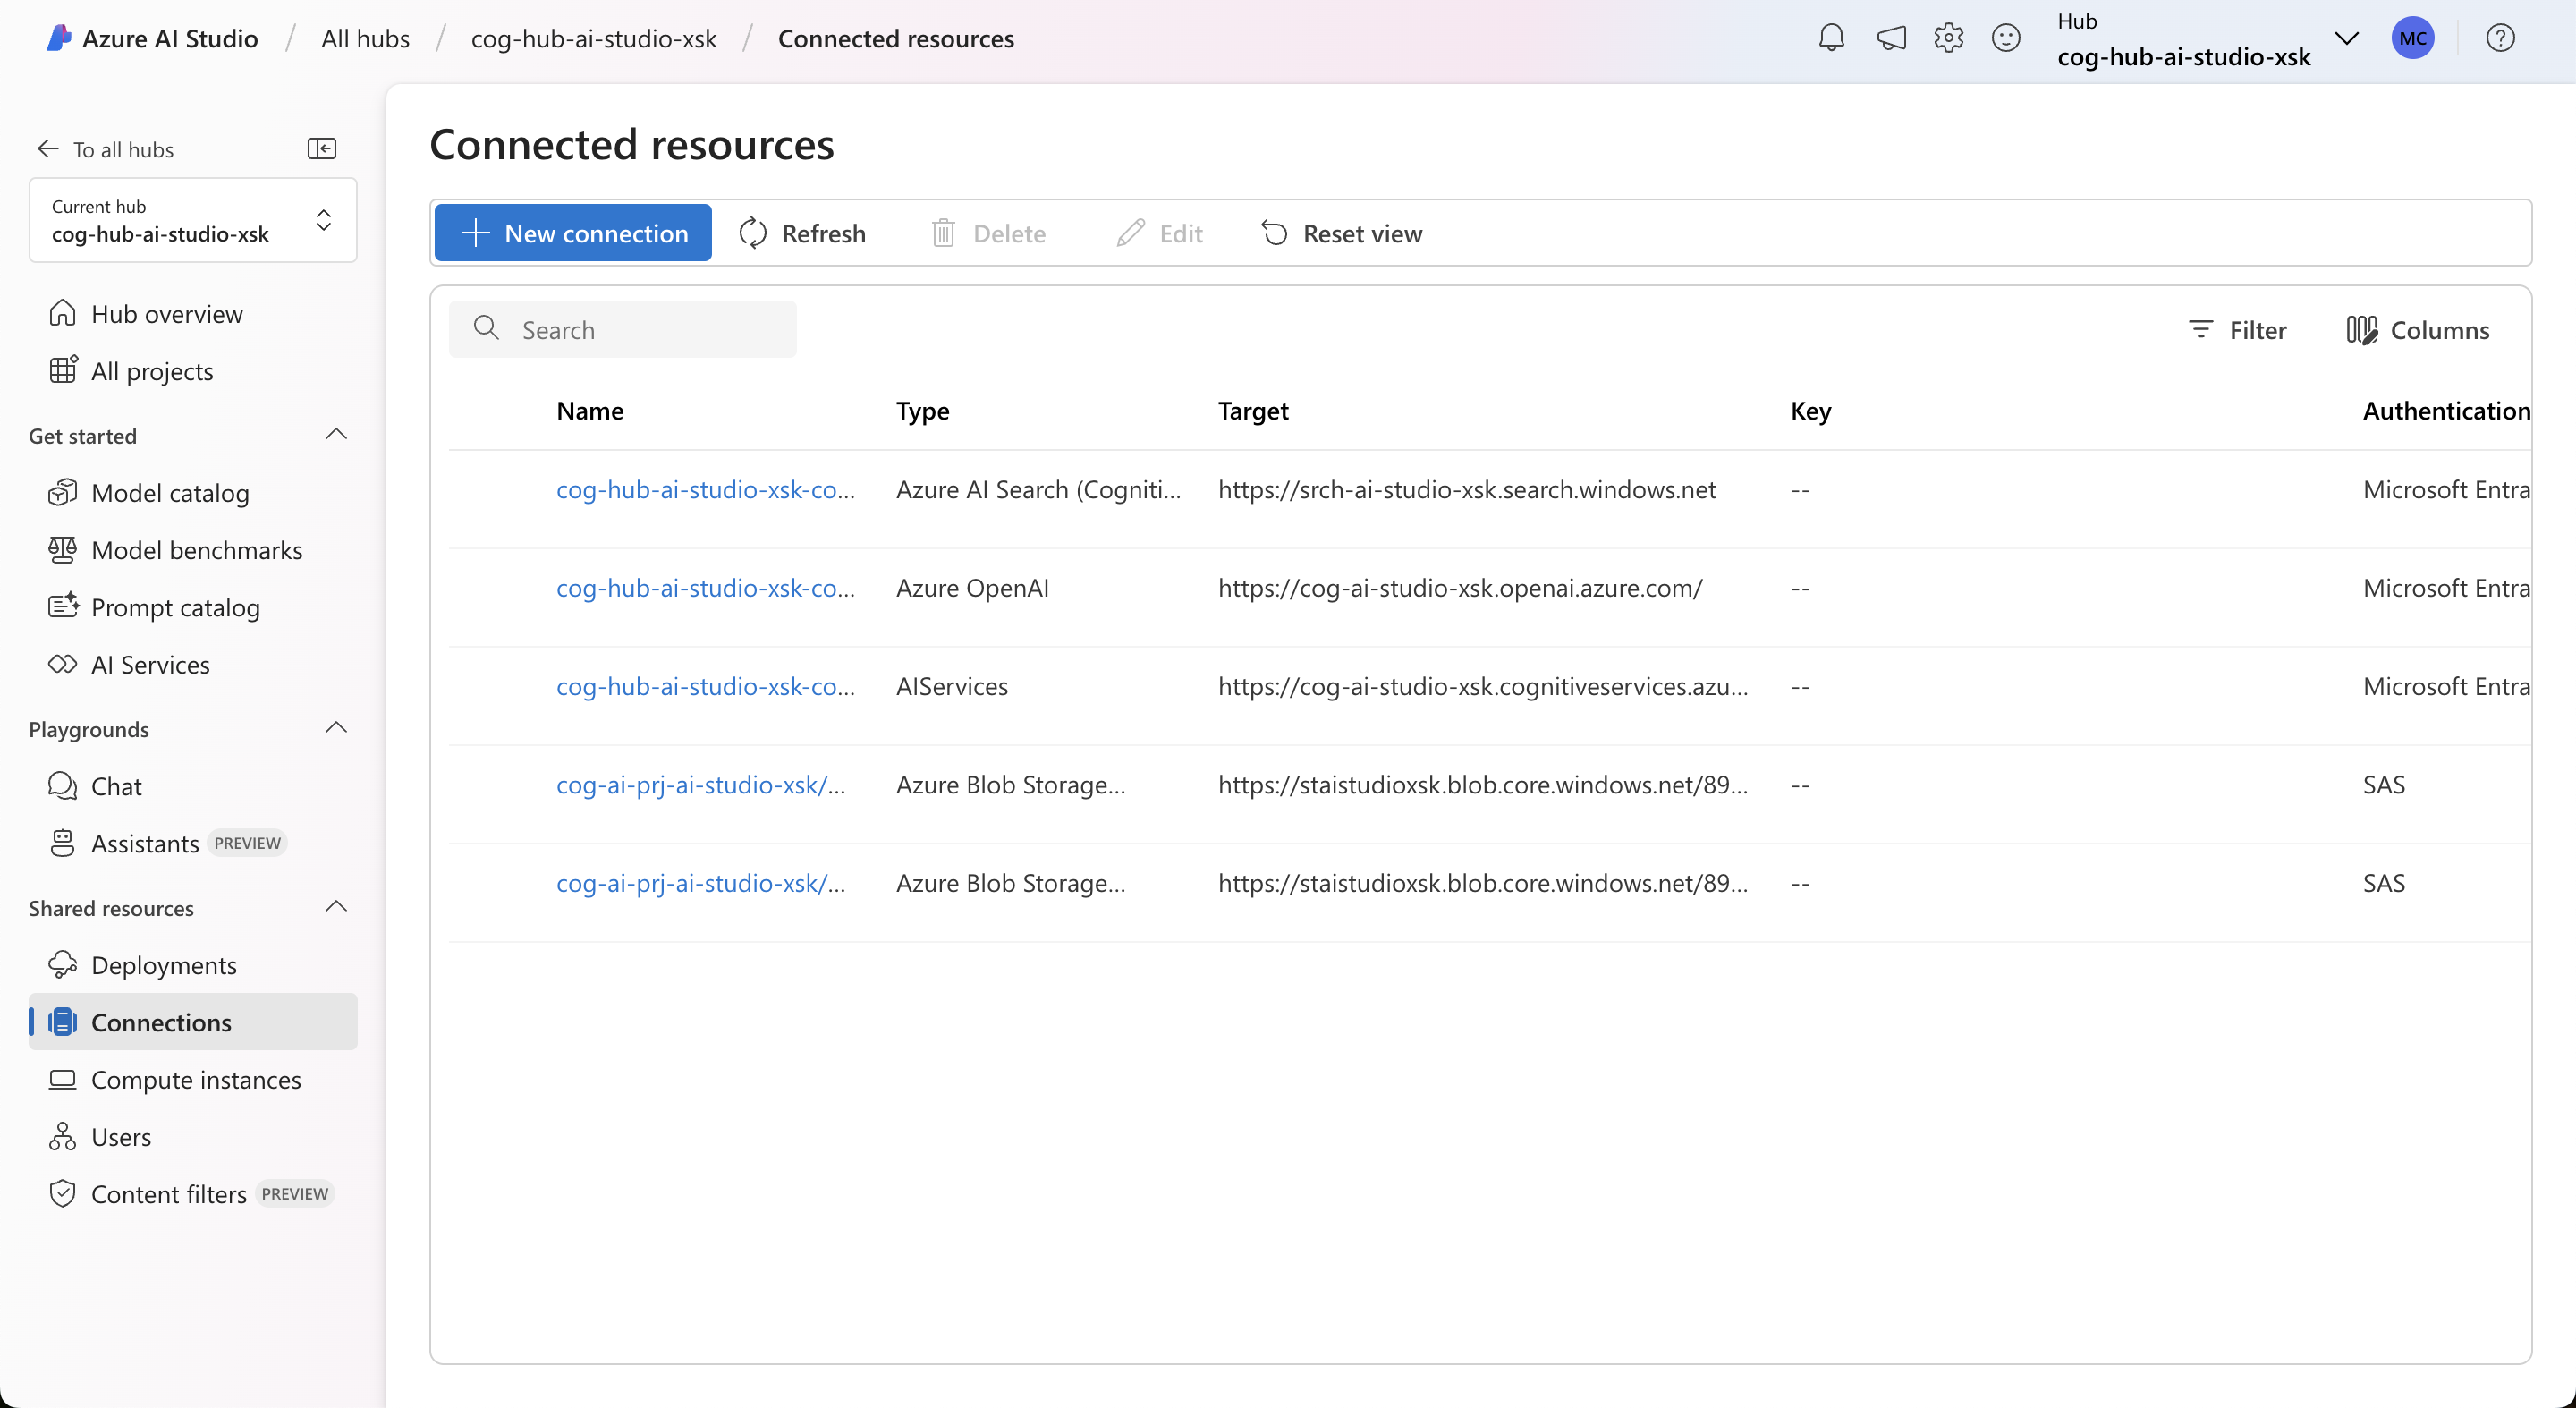 Azure AI Studio / All hubs / cog-hub-ai-studio-xsk / Connected resources
Hub
cog-hub-ai-studio-xsk
MC
To all hubs
Current hub
cog-hub-ai-studio-xsk
Hub overview
All projects
Get started
Model catalog
Model benchmarks
Prompt catalog
AI Services
Playgrounds
Chat
Assistants PREVIEW
Shared resources
Deployments
Connections
Compute instances
Users
Content filters PREVIEW
Connected resources
New connection Refresh Delete Edit Reset view
Search
Filter Columns
Name Type Target Key Authentication
cog-hub-ai-studio-xsk-co... Azure AI Search (Cogniti... https://srch-ai-studio-xsk.search.windows.net -- Microsoft Entra
cog-hub-ai-studio-xsk-co... Azure OpenAI https://cog-ai-studio-xsk.openai.azure.com/ -- Microsoft Entra
cog-hub-ai-studio-xsk-co... AIServices https://cog-ai-studio-xsk.cognitiveservices.azu... -- Microsoft Entra
cog-ai-prj-ai-studio-xsk/... Azure Blob Storage... https://staistudioxsk.blob.core.windows.net/89... -- SAS
cog-ai-prj-ai-studio-xsk/... Azure Blob Storage... https://staistudioxsk.blob.core.windows.net/89... -- SAS